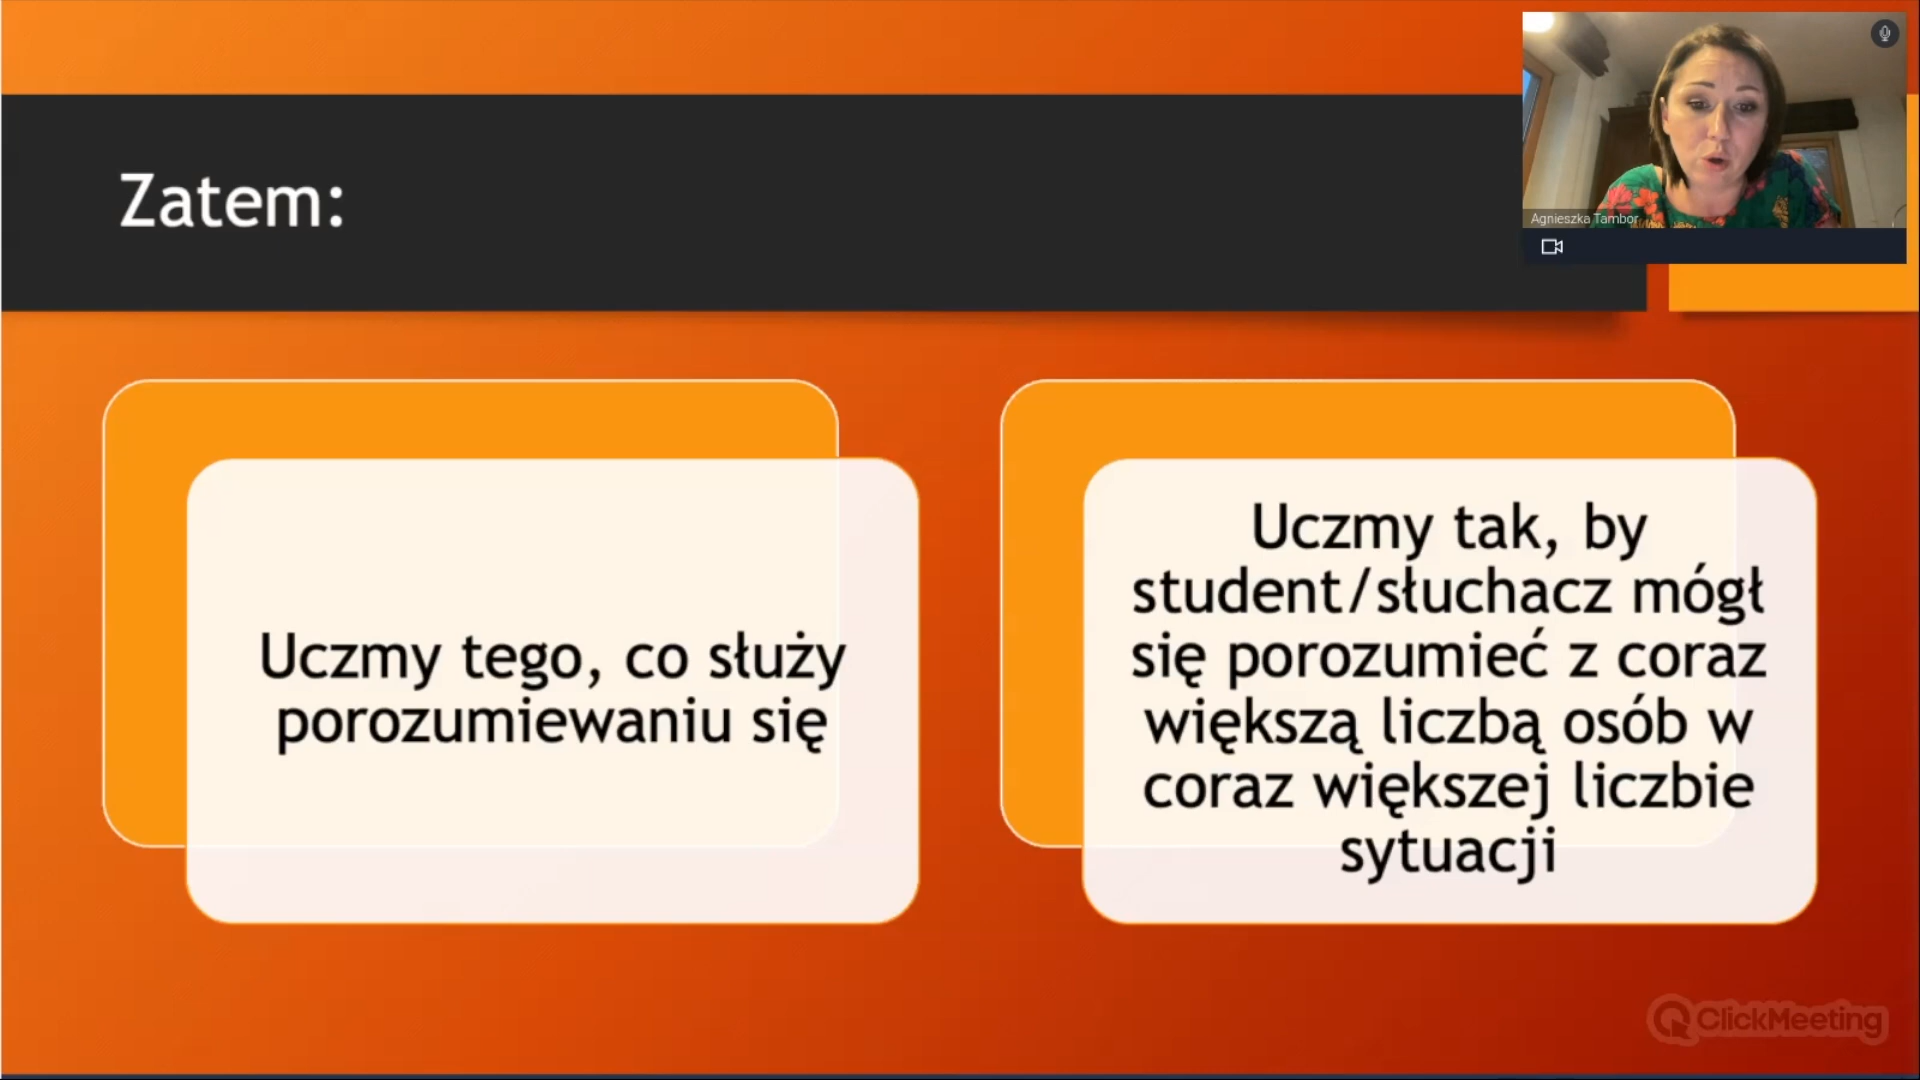 Zatem:
Agnieszka Tambor
Uczmy tego, co służy
porozumiewaniu się
Uczmy tak, by
student/słuchacz mógł
się porozumieć z coraz
większą liczbą osób w
coraz większej liczbie
sytuacji
ClickMeeting